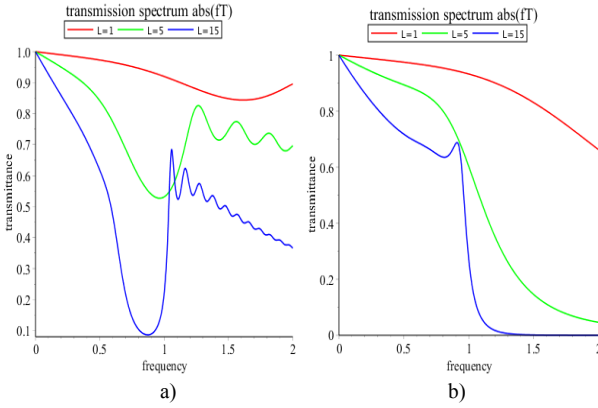 transmission spectrum abs(fT)
L=1 L=5 L=15
1.0
0.9
0.8
0.7
0.6
0.5
0.4
0.3
0.2
0.1
transmittance
0 0.5 1 1.5 2
frequency
a)
transmission spectrum abs(fT)
L=1 L=5 L=15
1
0.8
0.6
0.4
0.2
0
transmittance
0 0.5 1 1.5 2
frequency
b)